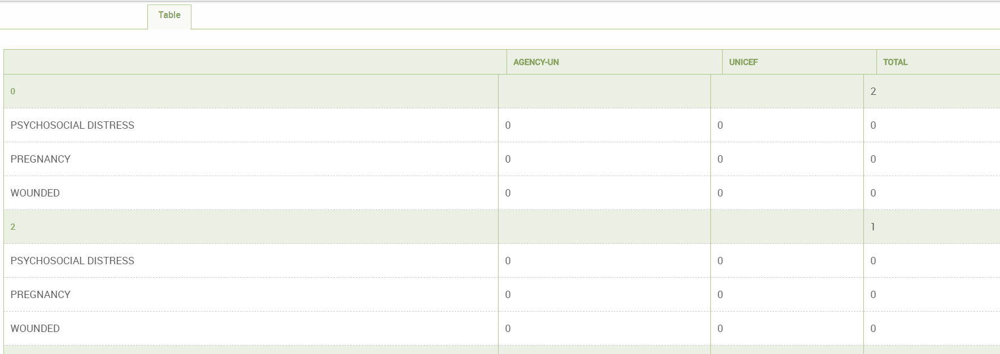 Table
AGENCY-UN UNICEF TOTAL
0 2
PSYCHOSOCIAL DISTRESS 0 0 0
PREGNANCY 0 0 0
WOUNDED 0 0 0
2 1
PSYCHOSOCIAL DISTRESS 0 0 0
PREGNANCY 0 0 0
WOUNDED 0 0 0